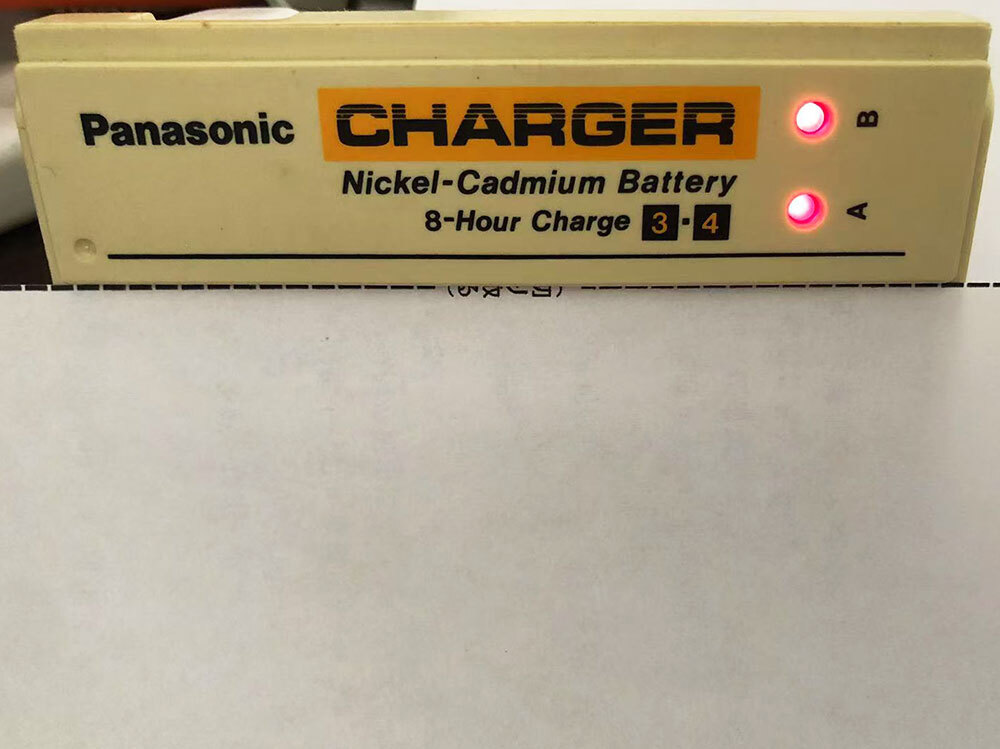 Panasonic CHARGER
Nickel-Cadmium Battery
8-Hour Charge 3·4
B
A